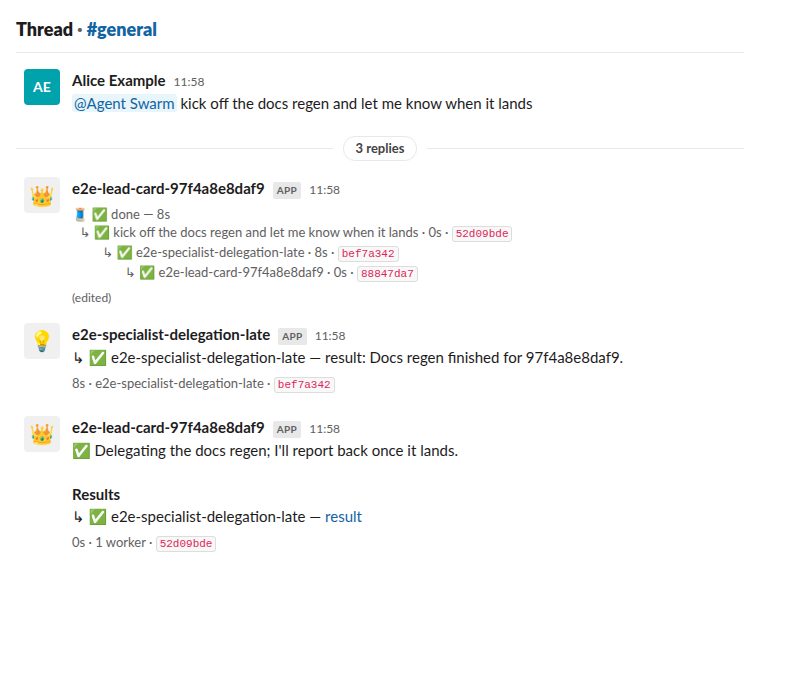 Thread • #general
AE
Alice Example 11:58
@Agent Swarm kick off the docs regen and let me know when it lands
3 replies
e2e-lead-card-97f4a8e8daf9 APP 11:58
🧵 ✅ done — 8s
↳ ✅ kick off the docs regen and let me know when it lands · 0s · 52d09bde
↳ ✅ e2e-specialist-delegation-late · 8s · bef7a342
↳ ✅ e2e-lead-card-97f4a8e8daf9 · 0s · 88847da7
(edited)
e2e-specialist-delegation-late APP 11:58
↳ ✅ e2e-specialist-delegation-late — result: Docs regen finished for 97f4a8e8daf9.
8s · e2e-specialist-delegation-late · bef7a342
e2e-lead-card-97f4a8e8daf9 APP 11:58
✅ Delegating the docs regen; I'll report back once it lands.
Results
↳ ✅ e2e-specialist-delegation-late — result
0s · 1 worker · 52d09bde